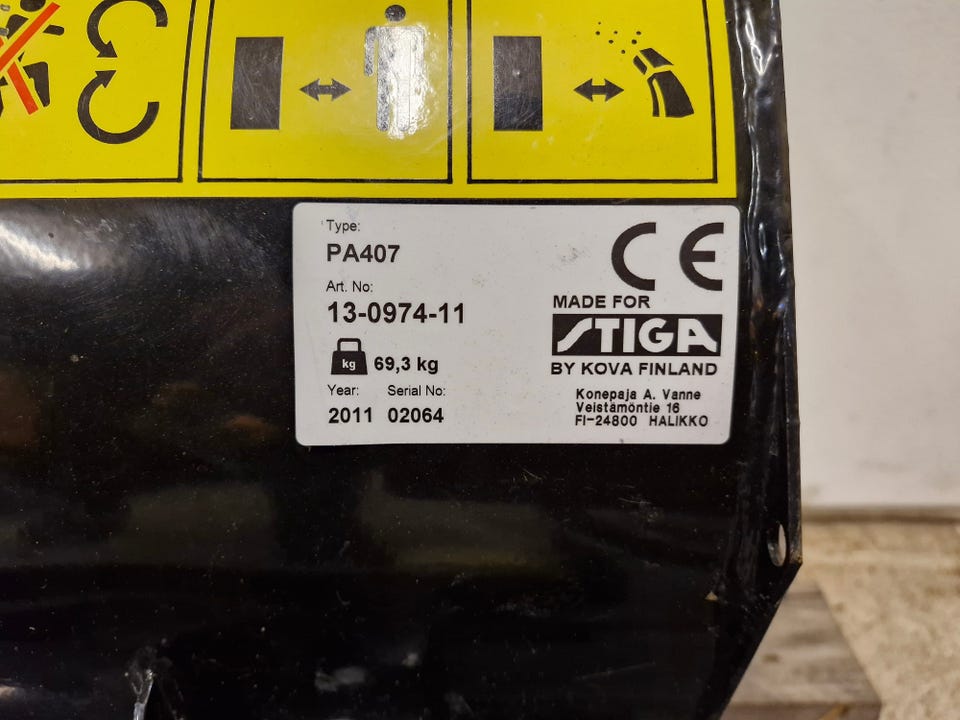 Type:
PA407
Art. No:
13-0974-11
kg 69,3 kg
Year: Serial No:
2011 02064
CE
MADE FOR
STIGA
BY KOVA FINLAND
Konepaja A. Vanne
Veistämöntie 16
FI-24800 HALIKKO